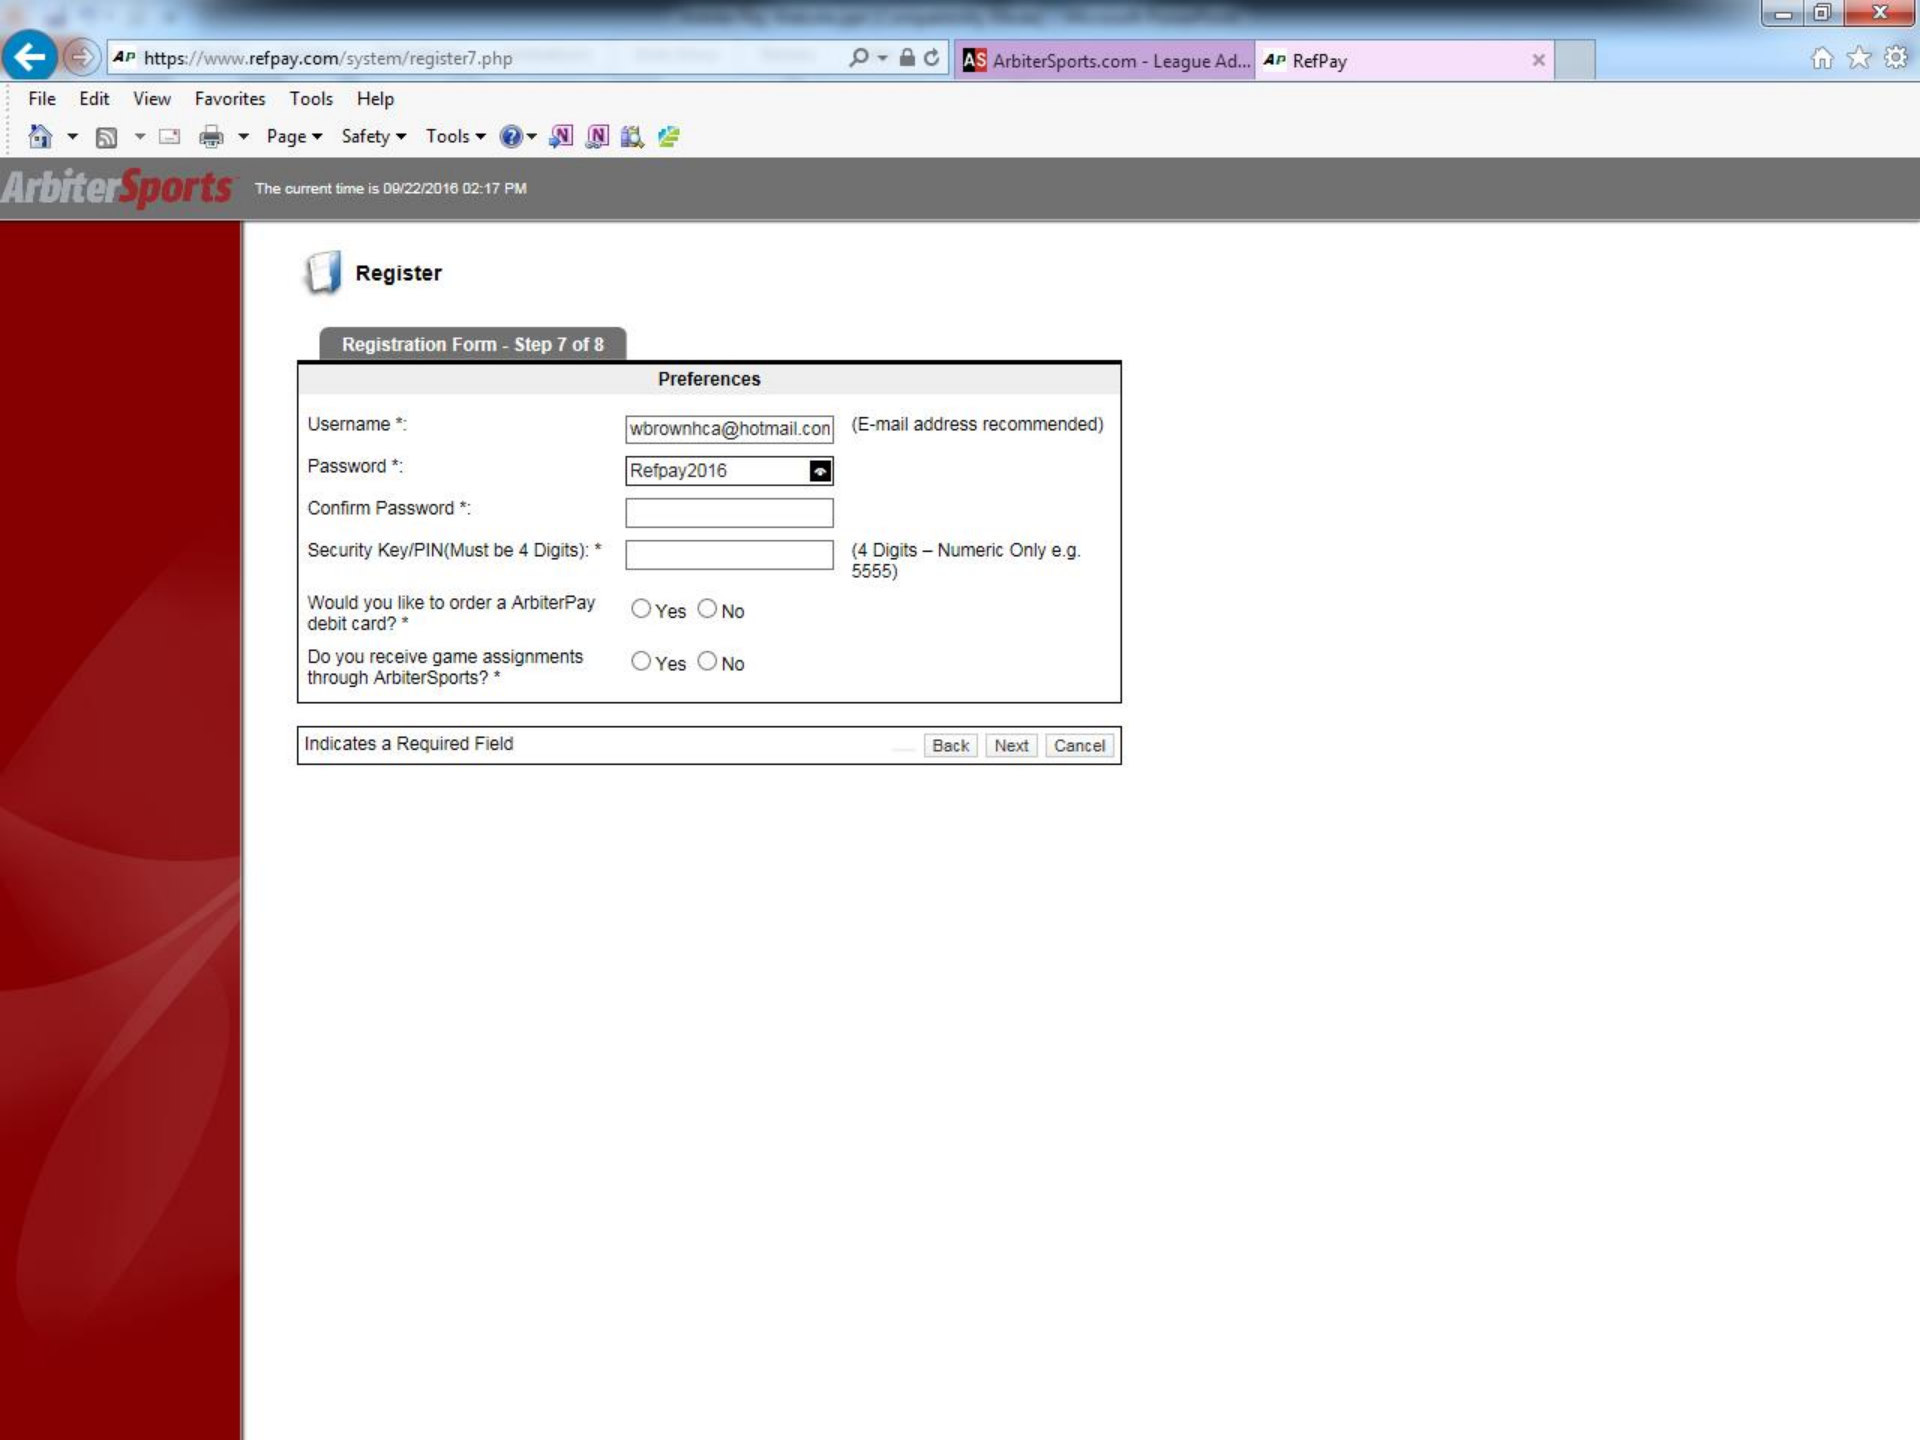 https://www.refpay.com/system/register7.php
AS ArbiterSports.com - League Ad...
AP RefPay
File Edit View Favorites Tools Help
Page Safety Tools
ArbiterSports The current time is 09/22/2016 02:17 PM
Register
Registration Form - Step 7 of 8
Preferences
Username *: wbrownhca@hotmail.con (E-mail address recommended)
Password *: Refpay2016
Confirm Password *:
Security Key/PIN(Must be 4 Digits): * (4 Digits – Numeric Only e.g.
5555)
Would you like to order a ArbiterPay
debit card? * Yes No
Do you receive game assignments
through ArbiterSports? * Yes No
Indicates a Required Field Back Next Cancel